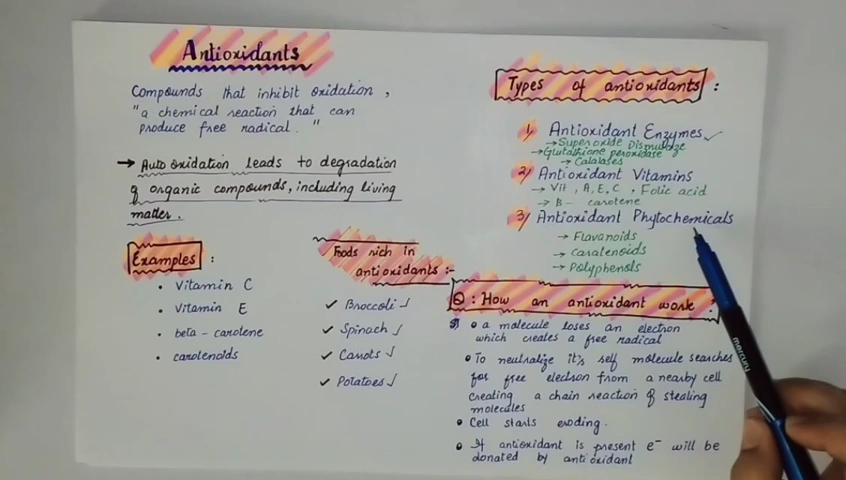 Antioxidants
Compounds that inhibit oxidation,
"a chemical reaction that can
produce free radical."
→ Auto oxidation leads to degradation
of organic compounds, including living
matter.
Examples :
• Vitamin C
• Vitamin E
• beta - carotene
• carotenoids
Foods rich in
antioxidants :-
✓ Broccoli ✓
✓ Spinach ✓
✓ Carrots ✓
✓ Potatoes ✓
Types of antioxidants :
1) Antioxidant Enzymes ✓
→ Superoxide Dismutaze
→ Glutathione peroxidase
→ Catalases
2) Antioxidant Vitamins
→ Vit, A, E, C, Folic acid
→ B - carotene
3) Antioxidant Phytochemicals
→ Flavanoids
→ Caratenoids
→ Polyphenols
Q : How an antioxidant work ?
• a molecule loses an electron
which creates a free radical
• To neutralize it's self molecule searches
for free electron from a nearby cell
creating a chain reaction of stealing
molecules
• Cell starts eroding.
• If antioxidant is present e⁻ will be
donated by antioxidant
mercury